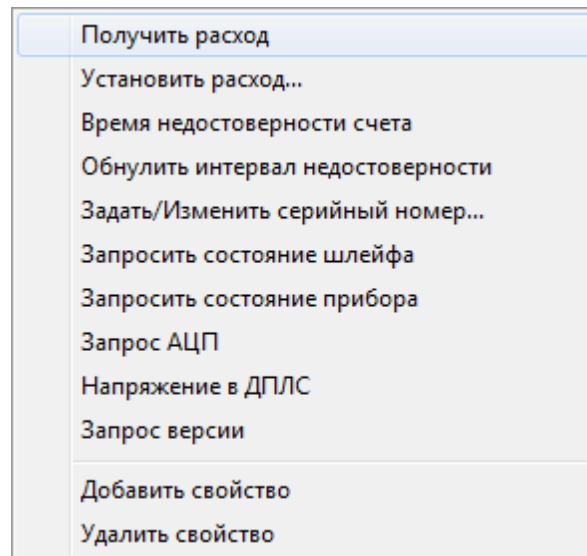 Получить расход
Установить расход...
Время недостоверности счета
Обнулить интервал недостоверности
Задать/Изменить серийный номер...
Запросить состояние шлейфа
Запросить состояние прибора
Запрос АЦП
Напряжение в ДПЛС
Запрос версии
Добавить свойство
Удалить свойство